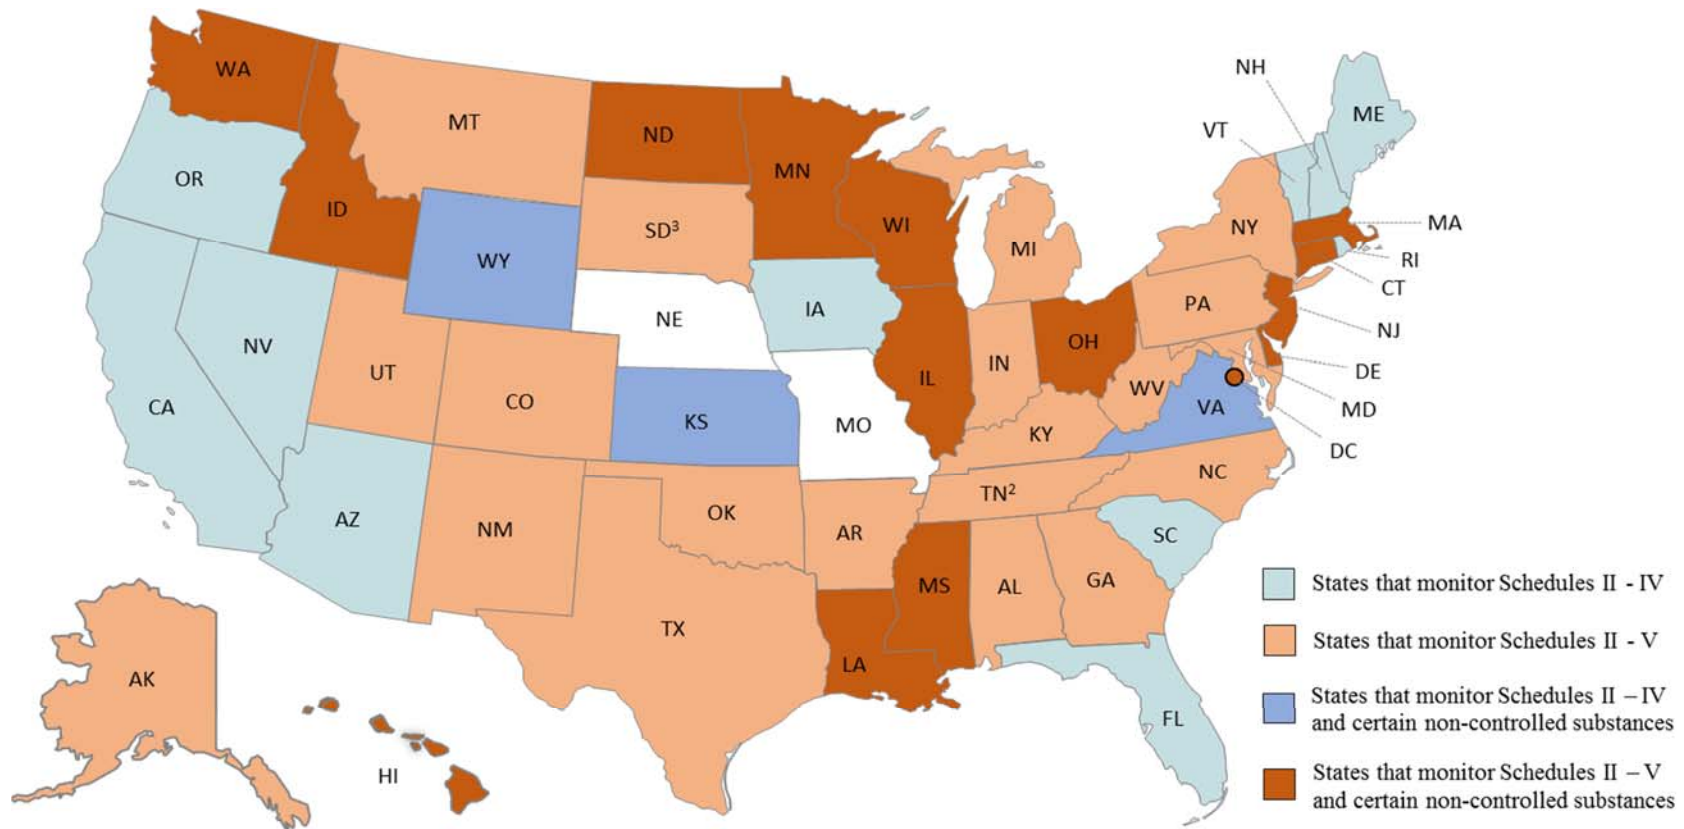 WA
MT
ND
MN
OR
ID
SD³
WI
WY
MI
NH
VT
ME
NY
MA
RI
CT
NE
IA
PA
NJ
NV
UT
CO
IL
IN
OH
WV
DE
MD
DC
CA
KS
MO
KY
VA
AZ
NM
OK
AR
TN²
NC
SC
TX
MS
AL
GA
LA
FL
AK
HI
States that monitor Schedules II - IV
States that monitor Schedules II - V
States that monitor Schedules II – IV
and certain non-controlled substances
States that monitor Schedules II – V
and certain non-controlled substances